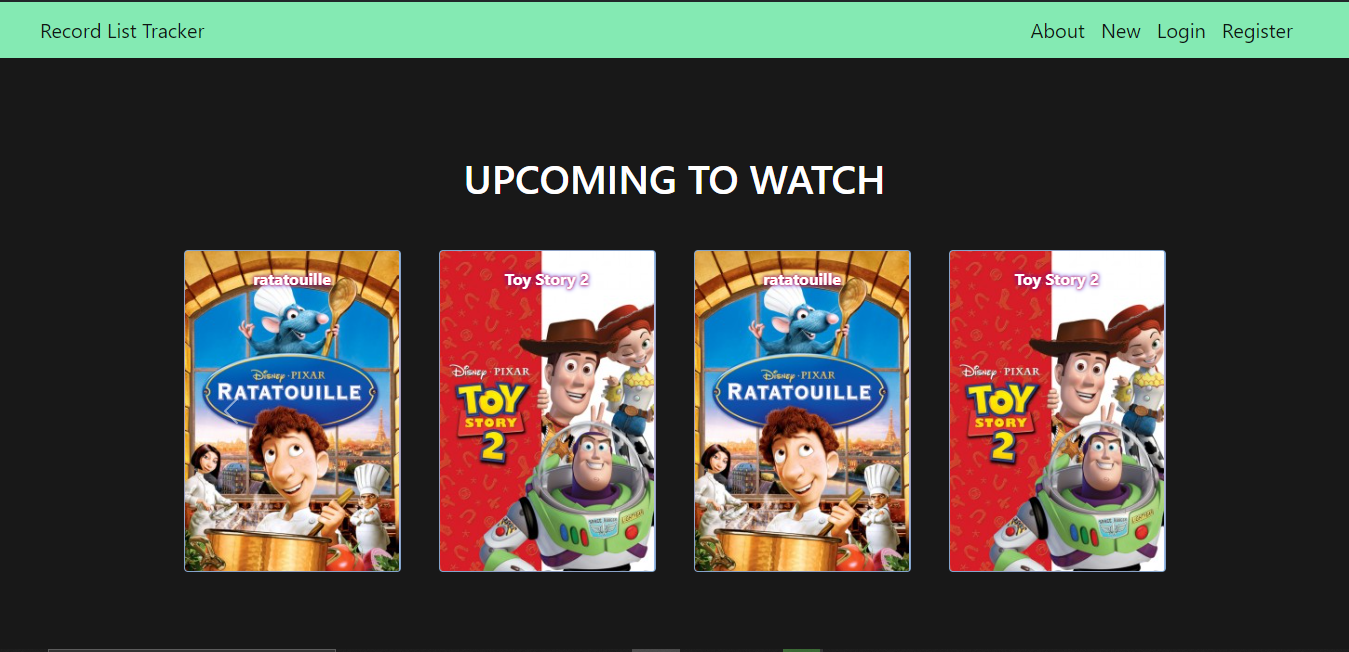 Record List Tracker
About New Login Register
UPCOMING TO WATCH
ratatouille
Disney · PIXAR
RATATOUILLE
Toy Story 2
Disney · PIXAR
TOY
STORY
2
ratatouille
Disney · PIXAR
RATATOUILLE
Toy Story 2
Disney · PIXAR
TOY
STORY
2